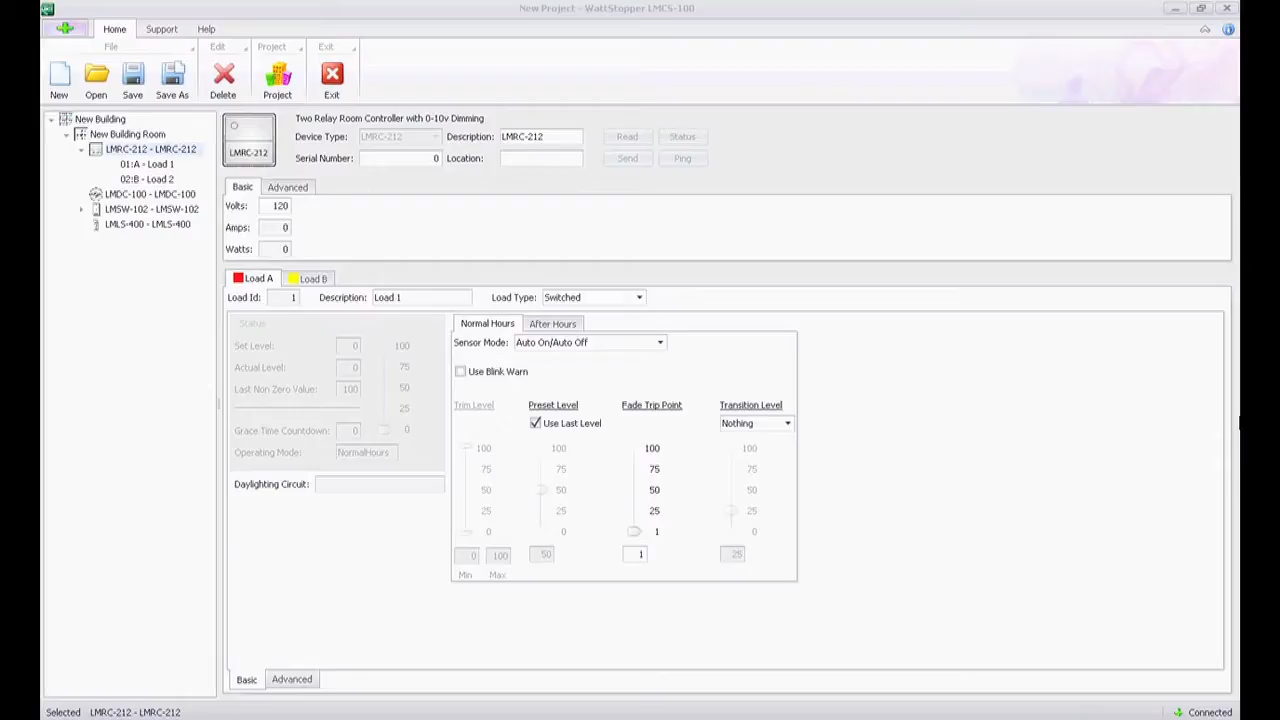 New Project - WattStopper LMCS-100
Home Support Help
File Edit Project Exit
New Open Save Save As Delete Project Exit
New Building
New Building Room
LMRC-212 - LMRC-212
01:A - Load 1
02:B - Load 2
LMDC-100 - LMDC-100
LMSW-102 - LMSW-102
LMLS-400 - LMLS-400
LMRC-212
Two Relay Room Controller with 0-10v Dimming
Device Type: LMRC-212 Description: LMRC-212 Read Status
Serial Number: 0 Location: Send Ping
Basic Advanced
Volts: 120
Amps: 0
Watts: 0
Load A Load B
Load Id: 1 Description: Load 1 Load Type: Switched
Status
Set Level: 0 100
Actual Level: 0 75
Last Non Zero Value: 100 50
25
Grace Time Countdown: 0 0
Operating Mode: NormalHours
Daylighting Circuit:
Normal Hours After Hours
Sensor Mode: Auto On/Auto Off
Use Blink Warn
Trim Level Preset Level Fade Trip Point Transition Level
Use Last Level Nothing
100 100 100 100
75 75 75 75
50 50 50 50
25 25 25 25
0 0 1 0
0 100 50 1 25
Min Max
Basic Advanced
Selected LMRC-212 - LMRC-212 Connected